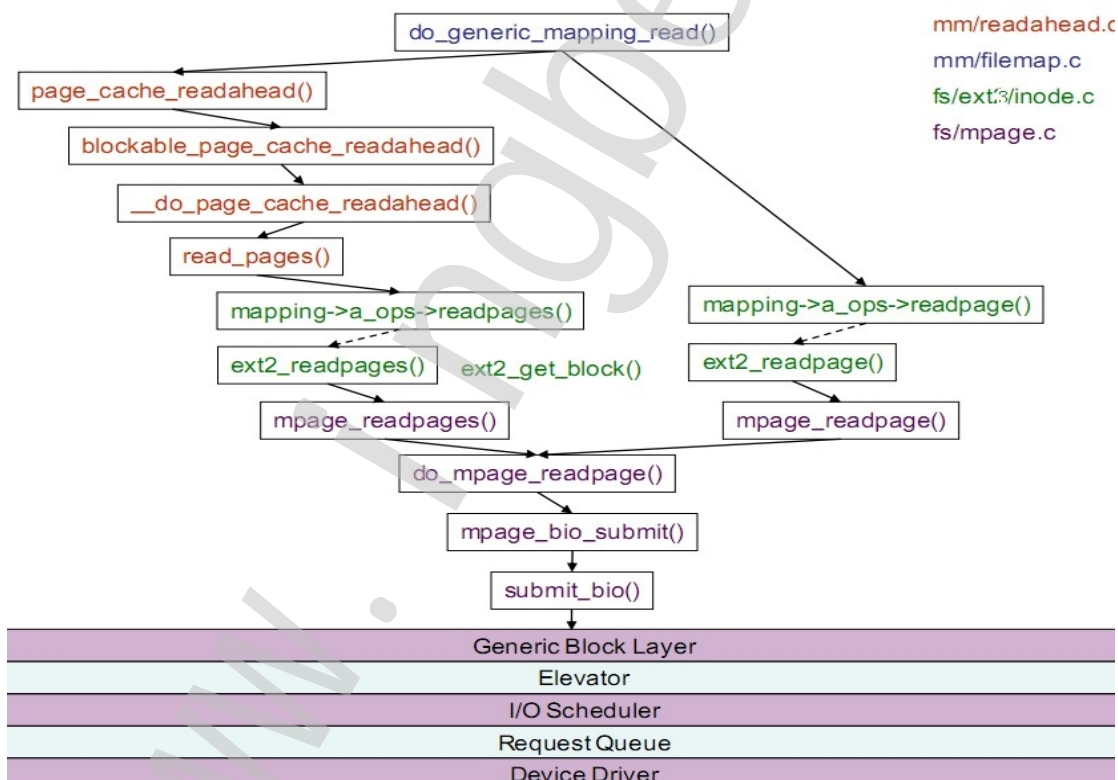 do_generic_mapping_read()
mm/readahead.c
mm/filemap.c
fs/ext3/inode.c
fs/mpage.c
page_cache_readahead()
blockable_page_cache_readahead()
__do_page_cache_readahead()
read_pages()
mapping->a_ops->readpages()
mapping->a_ops->readpage()
ext2_readpages()
ext2_get_block()
ext2_readpage()
mpage_readpages()
mpage_readpage()
do_mpage_readpage()
mpage_bio_submit()
submit_bio()
Generic Block Layer
Elevator
I/O Scheduler
Request Queue
Device Driver